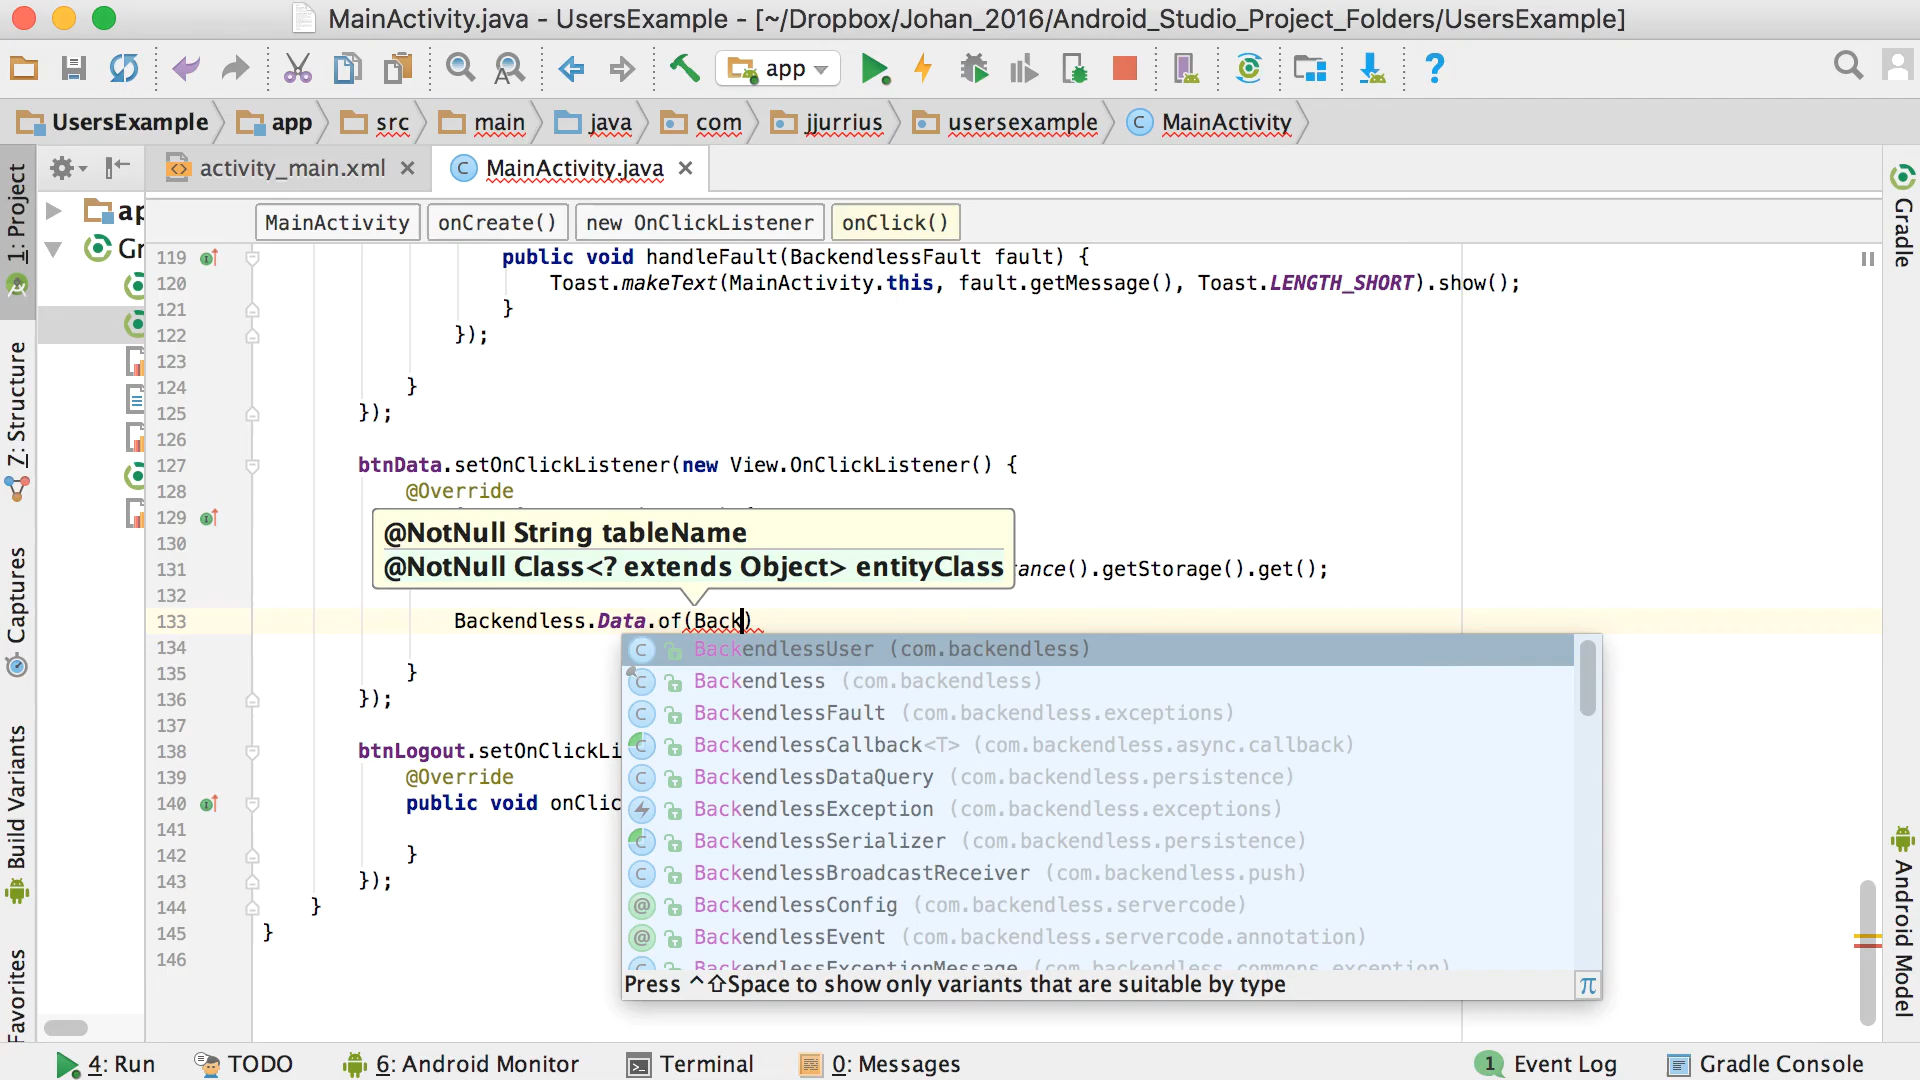 MainActivity.java - UsersExample - [~/Dropbox/Johan_2016/Android_Studio_Project_Folders/UsersExample]
app
UsersExample app src main java com jjurrius usersexample MainActivity
activity_main.xml MainActivity.java
MainActivity onCreate() new OnClickListener onClick()
1: Project
Z: Structure
Captures
Build Variants
Favorites
ap
Gr
119 public void handleFault(BackendlessFault fault) {
120 Toast.makeText(MainActivity.this, fault.getMessage(), Toast.LENGTH_SHORT).show();
121 }
122 });
123
124 }
125 });
126
127 btnData.setOnClickListener(new View.OnClickListener() {
128 @Override
129
130
@NotNull String tableName
@NotNull Class<? extends Object> entityClass
131 ance().getStorage().get();
132
133 Backendless.Data.of(Back)
134
135 }
136 });
137
138 btnLogout.setOnClickLi
139 @Override
140 public void onClic
141
142 }
143 });
144 }
145 }
146
BackendlessUser (com.backendless)
Backendless (com.backendless)
BackendlessFault (com.backendless.exceptions)
BackendlessCallback<T> (com.backendless.async.callback)
BackendlessDataQuery (com.backendless.persistence)
BackendlessException (com.backendless.exceptions)
BackendlessSerializer (com.backendless.persistence)
BackendlessBroadcastReceiver (com.backendless.push)
BackendlessConfig (com.backendless.servercode)
BackendlessEvent (com.backendless.servercode.annotation)
BackendlessExceptionMessage (com.backendless.commons.exception)
Press ^⇧Space to show only variants that are suitable by type π
Gradle
Android Model
4: Run TODO 6: Android Monitor Terminal 0: Messages 1 Event Log Gradle Console